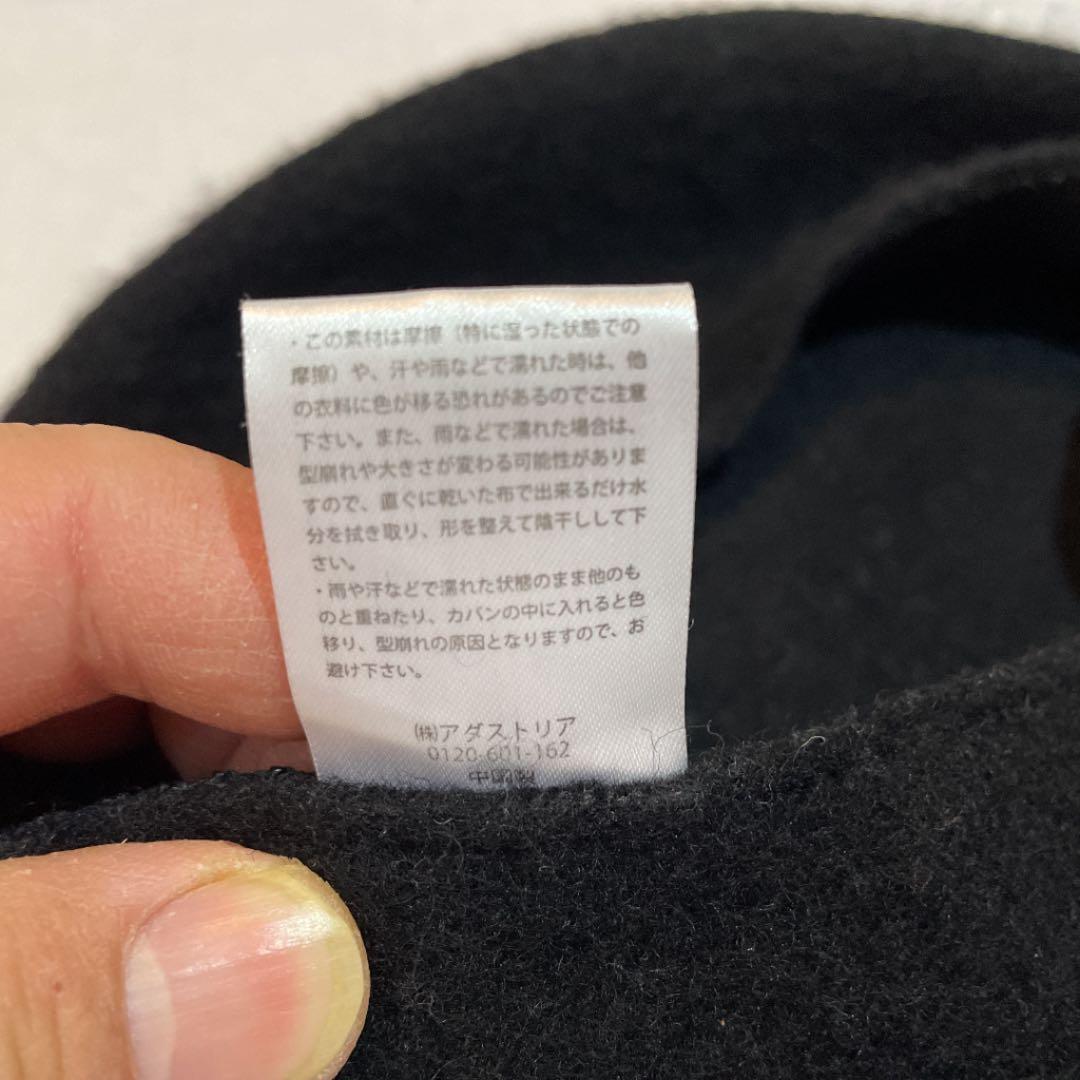 ・この素材は摩擦（特に湿った状態での
摩擦）や、汗や雨などで濡れた時は、他
の衣料に色が移る恐れがあるのでご注意
下さい。また、雨などで濡れた場合は、
型崩れや大きさが変わる可能性がありま
すので、直ぐに乾いた布で出来るだけ水
分を拭き取り、形を整えて陰干しして下
さい。
・雨や汗などで濡れた状態のまま他のも
のと重ねたり、カバンの中に入れると色
移り、型崩れの原因となりますので、お
避け下さい。
㈱アダストリア
0120-601-162
中国製